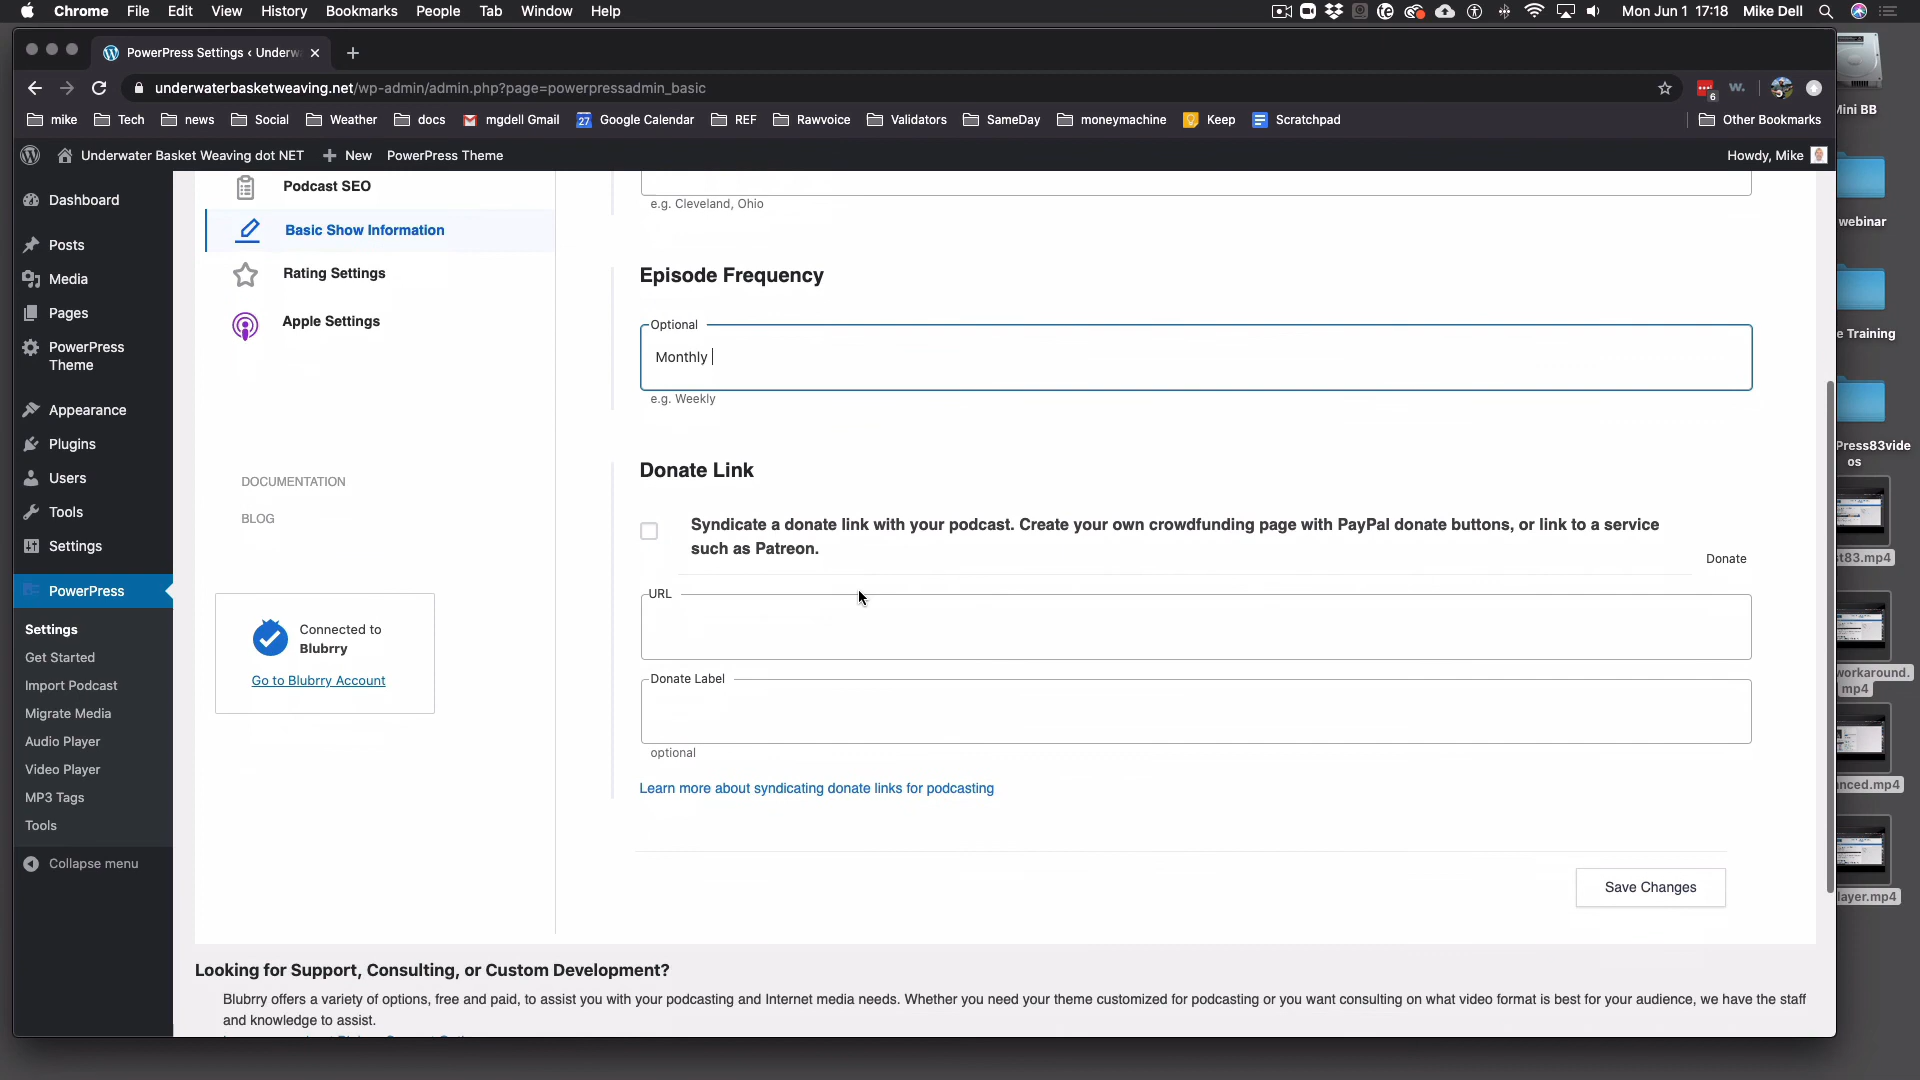 Chrome File Edit View History Bookmarks People Tab Window Help
Mon Jun 1 17:18 Mike Dell
PowerPress Settings ‹ Underw
underwaterbasketweaving.net/wp-admin/admin.php?page=powerpressadmin_basic
6
mike Tech news Social Weather docs mgdell Gmail 27 Google Calendar REF Rawvoice Validators SameDay moneymachine Keep Scratchpad Other Bookmarks
Underwater Basket Weaving dot NET + New PowerPress Theme Howdy, Mike
Dashboard
Posts
Media
Pages
PowerPress
Theme
Appearance
Plugins
Users
Tools
Settings
PowerPress
Settings
Get Started
Import Podcast
Migrate Media
Audio Player
Video Player
MP3 Tags
Tools
Collapse menu
Podcast SEO
Basic Show Information
Rating Settings
Apple Settings
DOCUMENTATION
BLOG
Connected to
Blubrry
Go to Blubrry Account
e.g. Cleveland, Ohio
Episode Frequency
Optional
Monthly
e.g. Weekly
Donate Link
Syndicate a donate link with your podcast. Create your own crowdfunding page with PayPal donate buttons, or link to a service
such as Patreon.
Donate
URL
Donate Label
optional
Learn more about syndicating donate links for podcasting
Save Changes
Looking for Support, Consulting, or Custom Development?
Blubrry offers a variety of options, free and paid, to assist you with your podcasting and Internet media needs. Whether you need your theme customized for podcasting or you want consulting on what video format is best for your audience, we have the staff
and knowledge to assist.
Mini BB
webinar
e Training
Press83vide
os
st83.mp4
workaround.
mp4
nced.mp4
layer.mp4